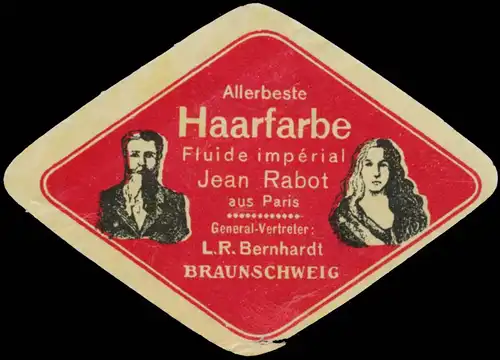 Allerbeste
Haarfarbe
Fluide impérial
Jean Rabot
aus Paris
General-Vertreter:
L.R. Bernhardt
BRAUNSCHWEIG